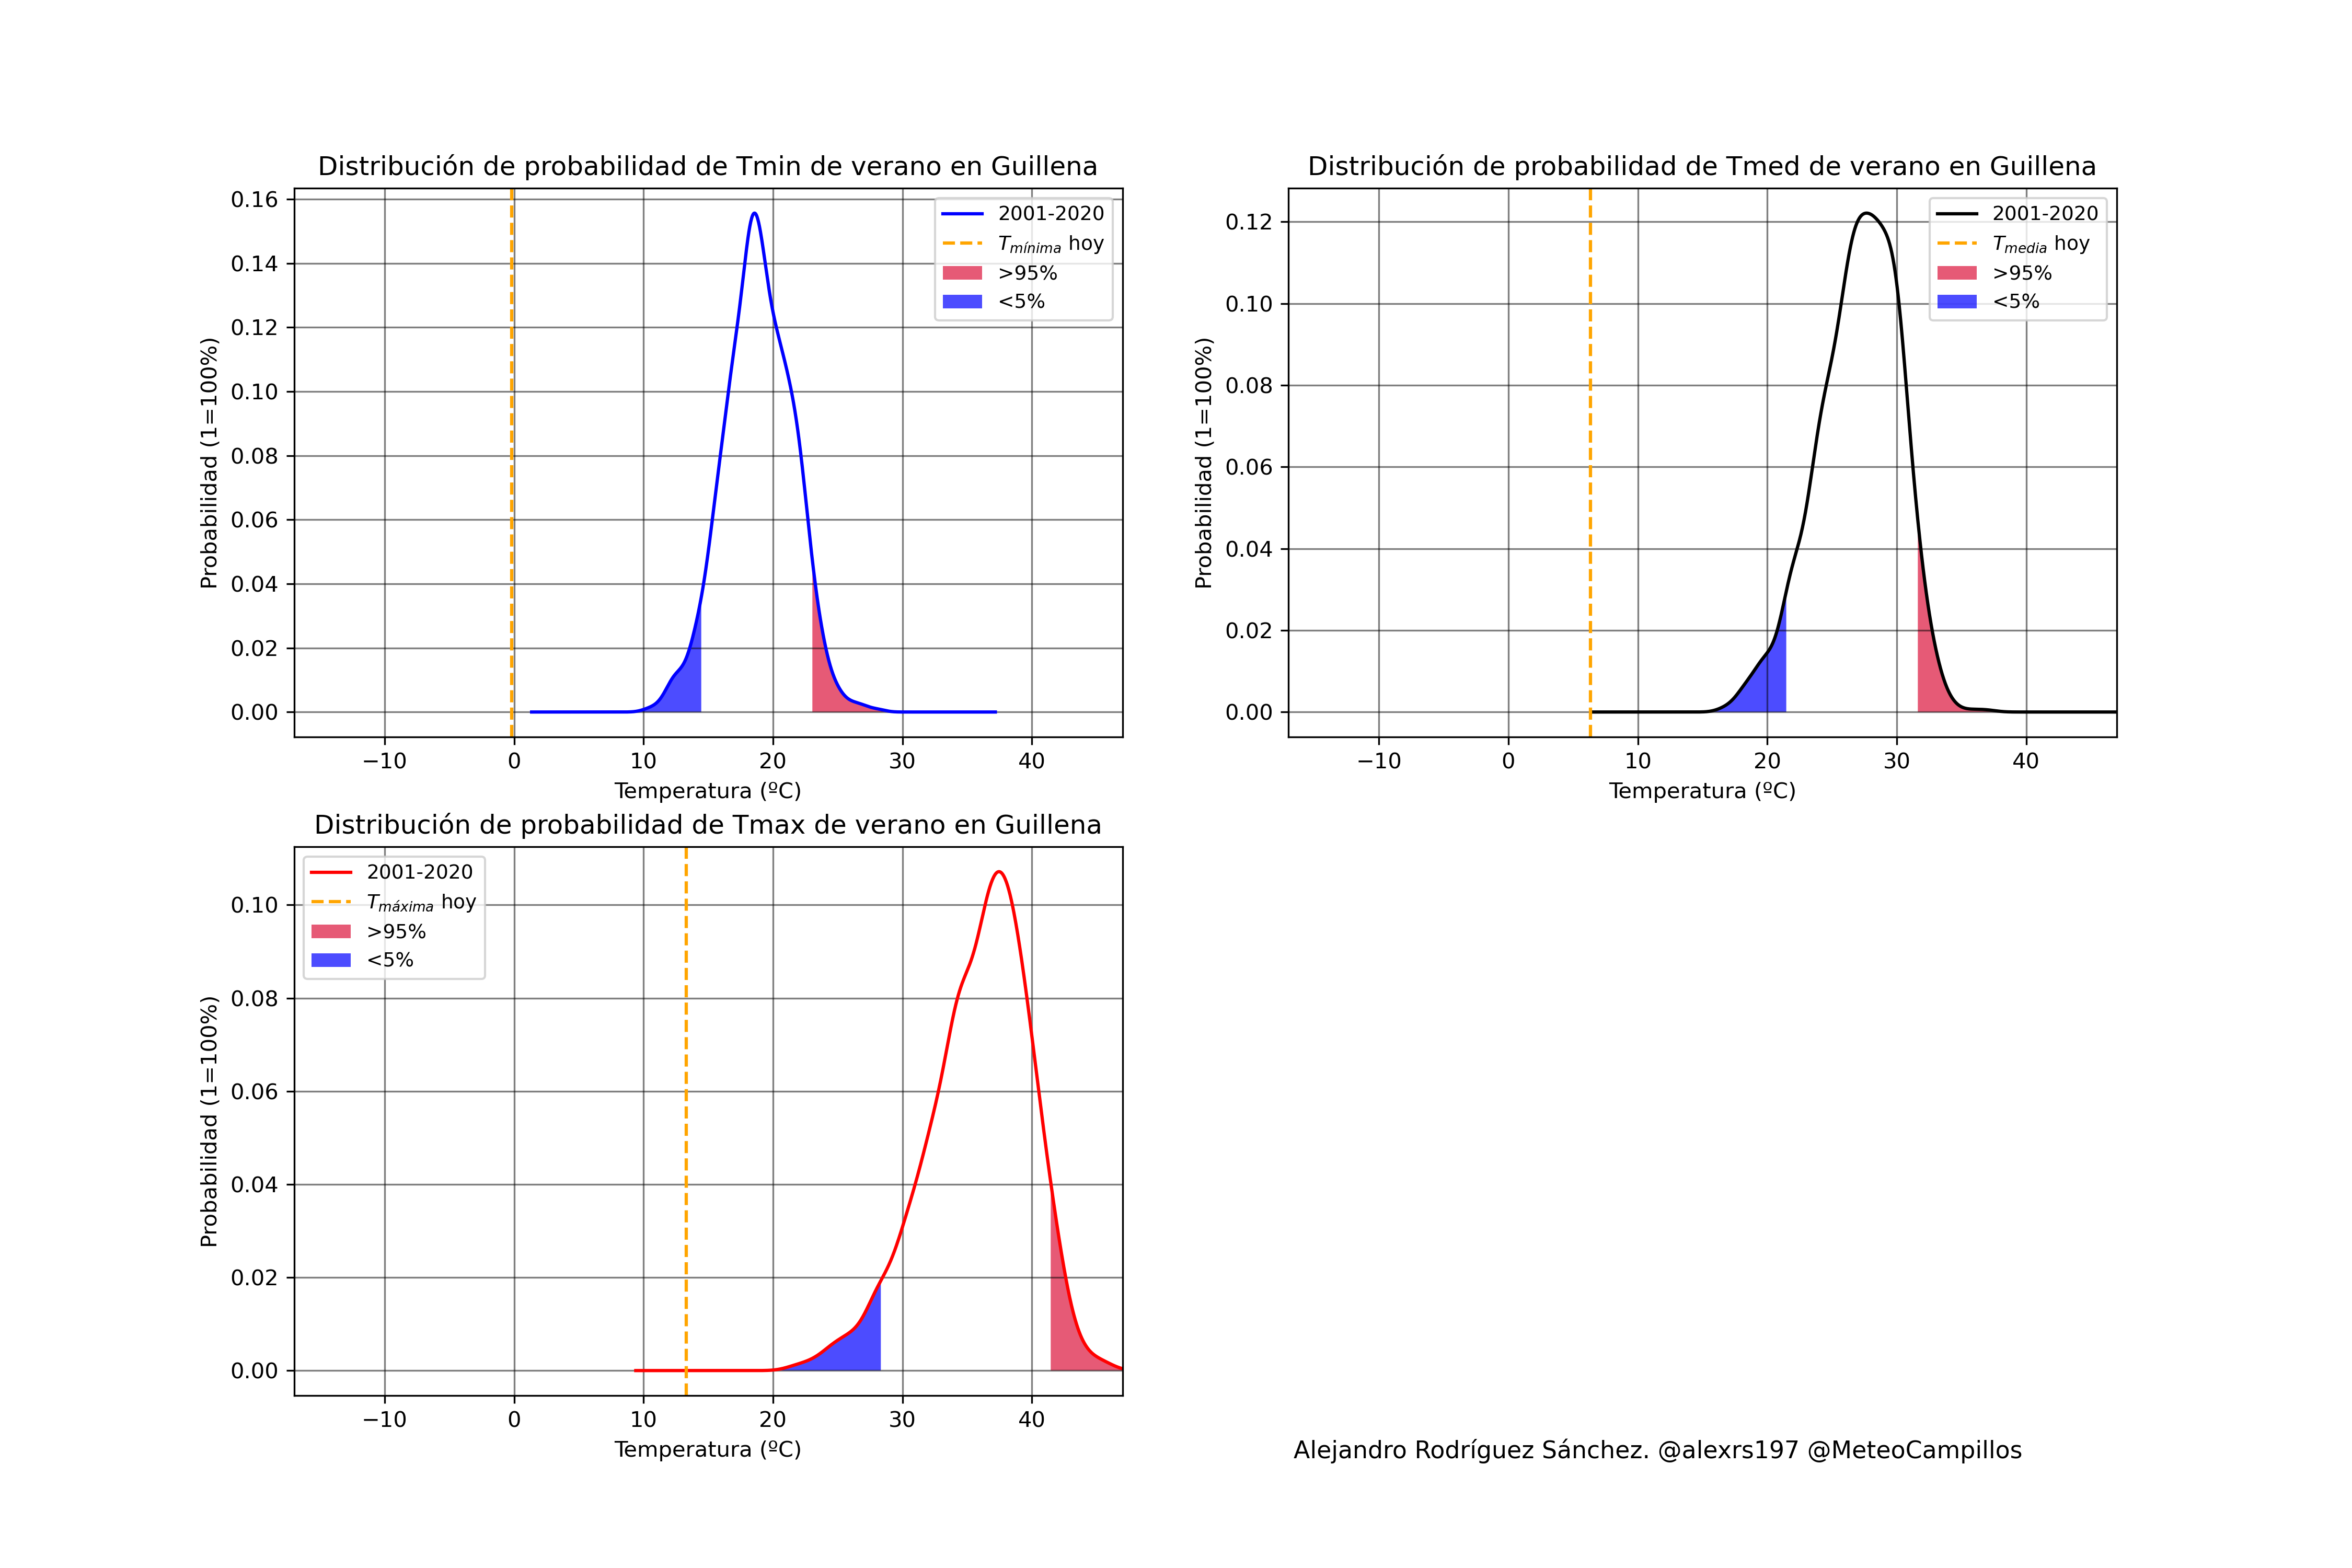 Distribución de probabilidad de Tmin de verano en Guillena
Probabilidad (1=100%)
0.16
0.14
0.12
0.10
0.08
0.06
0.04
0.02
0.00
2001-2020
Tmínima hoy
>95%
<5%
−10 0 10 20 30 40
Temperatura (ºC)
Distribución de probabilidad de Tmed de verano en Guillena
Probabilidad (1=100%)
0.12
0.10
0.08
0.06
0.04
0.02
0.00
2001-2020
Tmedia hoy
>95%
<5%
−10 0 10 20 30 40
Temperatura (ºC)
Distribución de probabilidad de Tmax de verano en Guillena
Probabilidad (1=100%)
0.10
0.08
0.06
0.04
0.02
0.00
2001-2020
Tmáxima hoy
>95%
<5%
−10 0 10 20 30 40
Temperatura (ºC)
Alejandro Rodríguez Sánchez. @alexrs197 @MeteoCampillos